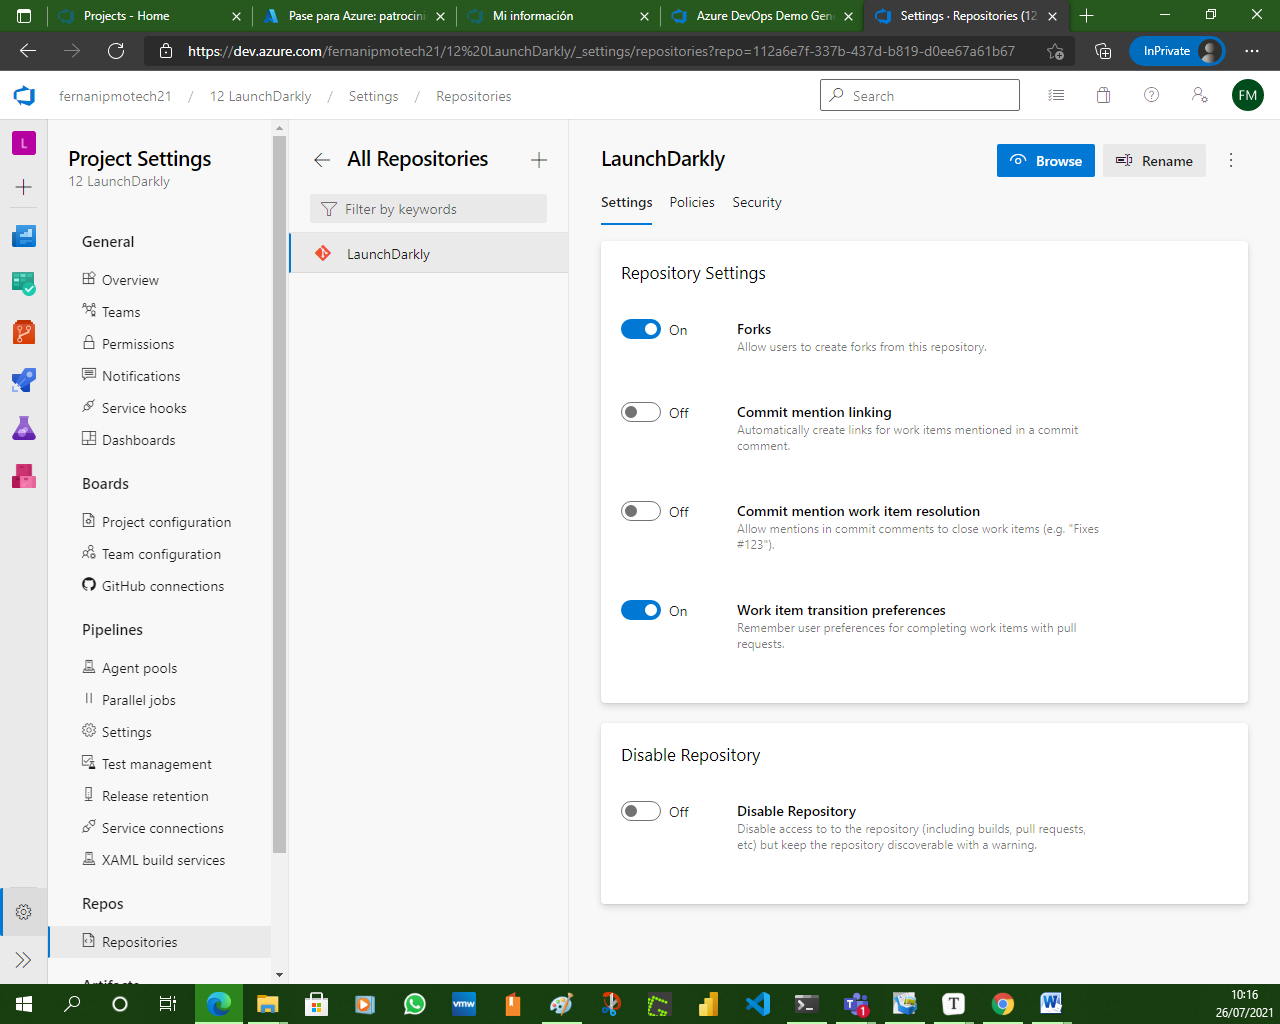 Projects - Home
Pase para Azure: patrocini
Mi información
Azure DevOps Demo Gene
Settings · Repositories (12
https://dev.azure.com/fernanipmotech21/12%20LaunchDarkly/_settings/repositories?repo=112a6e7f-337b-437d-b819-d0ee67a61b67
InPrivate
fernanipmotech21 / 12 LaunchDarkly / Settings / Repositories
Search
FM
L
Project Settings
12 LaunchDarkly
General
Overview
Teams
Permissions
Notifications
Service hooks
Dashboards
Boards
Project configuration
Team configuration
GitHub connections
Pipelines
Agent pools
Parallel jobs
Settings
Test management
Release retention
Service connections
XAML build services
Repos
Repositories
Artifacts
All Repositories
Filter by keywords
LaunchDarkly
LaunchDarkly
Browse
Rename
Settings
Policies
Security
Repository Settings
On
Forks
Allow users to create forks from this repository.
Off
Commit mention linking
Automatically create links for work items mentioned in a commit
comment.
Off
Commit mention work item resolution
Allow mentions in commit comments to close work items (e.g. "Fixes
#123").
On
Work item transition preferences
Remember user preferences for completing work items with pull
requests.
Disable Repository
Off
Disable Repository
Disable access to to the repository (including builds, pull requests,
etc) but keep the repository discoverable with a warning.
vmw
1
T
W
10:16
26/07/2021